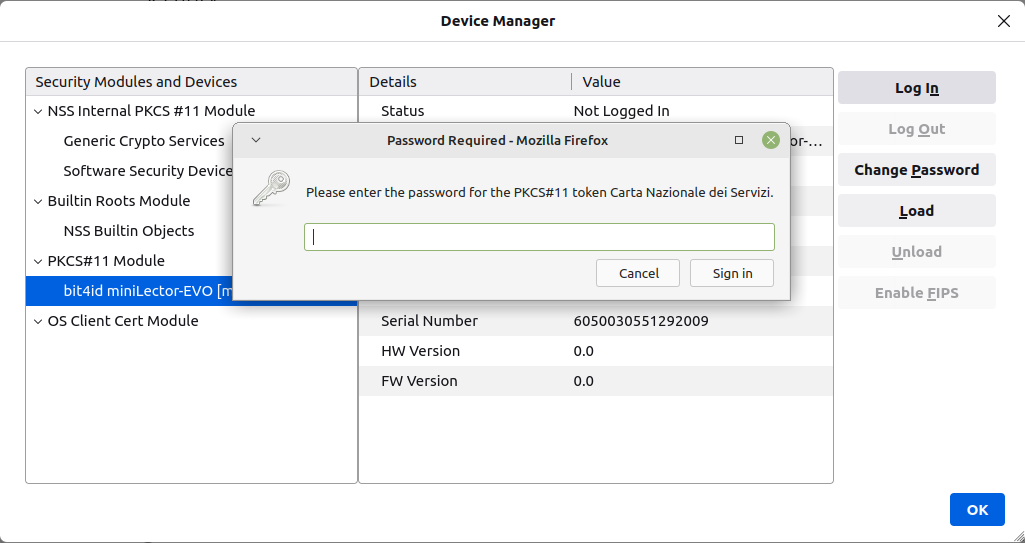 Device Manager
Security Modules and Devices
Details
Value
Log In
NSS Internal PKCS #11 Module
Status
Not Logged In
Log Out
Generic Crypto Services
Password Required - Mozilla Firefox
Software Security Device
Change Password
Please enter the password for the PKCS#11 token Carta Nazionale dei Servizi.
Builtin Roots Module
Load
NSS Builtin Objects
Unload
PKCS#11 Module
Cancel
Sign in
bit4id miniLector-EVO
Enable FIPS
OS Client Cert Module
Serial Number
6050030551292009
HW Version
0.0
FW Version
0.0
OK